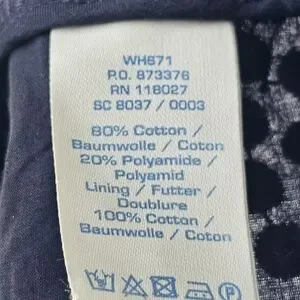 WH671
P.O. 873376
RN 118027
SC 8037 / 0003
80% Cotton /
Baumwolle / Coton
20% Polyamide /
Polyamid
Lining / Futter /
Doublure
100% Cotton /
Baumwolle / Coton